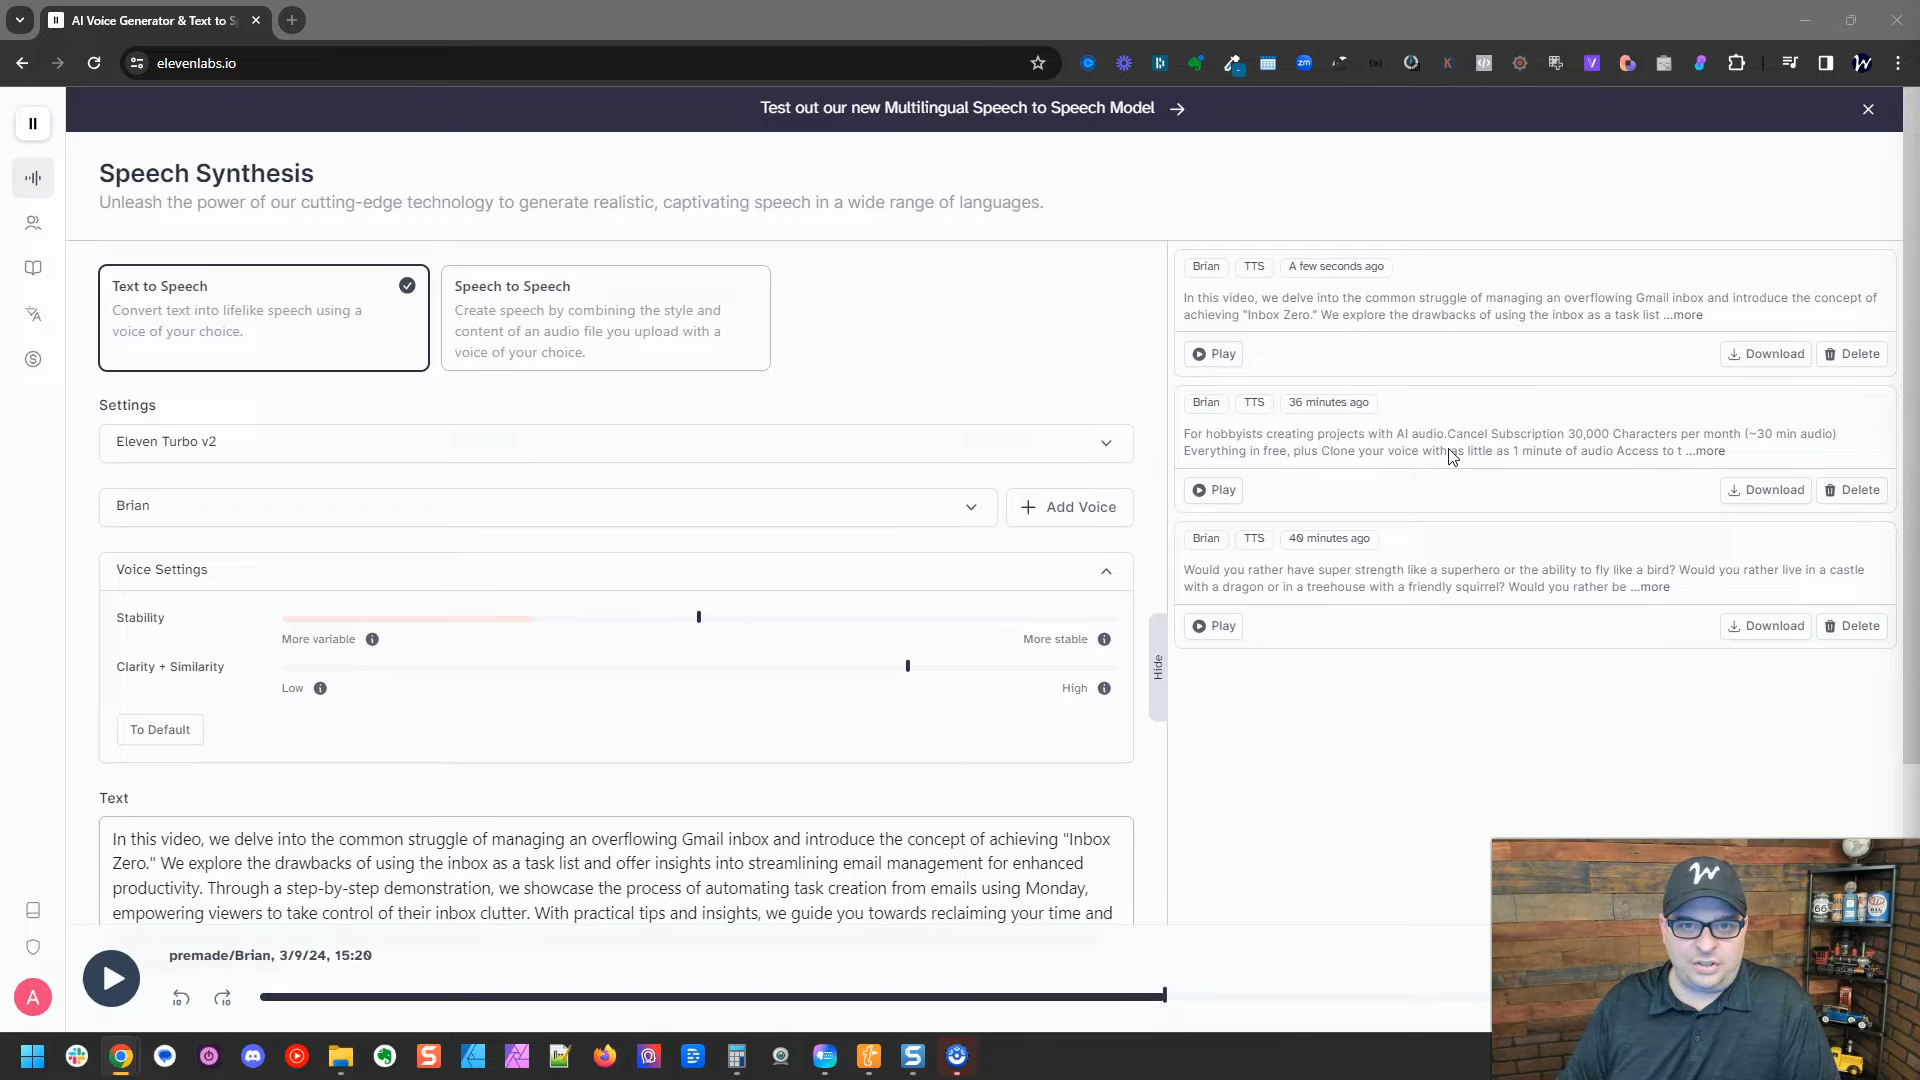 AI Voice Generator & Text to S
elevenlabs.io
Test out our new Multilingual Speech to Speech Model →
Speech Synthesis
Unleash the power of our cutting-edge technology to generate realistic, captivating speech in a wide range of languages.
Text to Speech
Convert text into lifelike speech using a
voice of your choice.
Speech to Speech
Create speech by combining the style and
content of an audio file you upload with a
voice of your choice.
Settings
Eleven Turbo v2
Brian
Add Voice
Voice Settings
Stability
More variable
More stable
Clarity + Similarity
Low
High
To Default
Text
In this video, we delve into the common struggle of managing an overflowing Gmail inbox and introduce the concept of achieving "Inbox
Zero." We explore the drawbacks of using the inbox as a task list and offer insights into streamlining email management for enhanced
productivity. Through a step-by-step demonstration, we showcase the process of automating task creation from emails using Monday,
empowering viewers to take control of their inbox clutter. With practical tips and insights, we guide you towards reclaiming your time and
Hide
Brian TTS A few seconds ago
In this video, we delve into the common struggle of managing an overflowing Gmail inbox and introduce the concept of
achieving "Inbox Zero." We explore the drawbacks of using the inbox as a task list ...more
Play Download Delete
Brian TTS 36 minutes ago
For hobbyists creating projects with AI audio.Cancel Subscription 30,000 Characters per month (~30 min audio)
Everything in free, plus Clone your voice with as little as 1 minute of audio Access to t ...more
Play Download Delete
Brian TTS 40 minutes ago
Would you rather have super strength like a superhero or the ability to fly like a bird? Would you rather live in a castle
with a dragon or in a treehouse with a friendly squirrel? Would you rather be ...more
Play Download Delete
premade/Brian, 3/9/24, 15:20
10
10
A